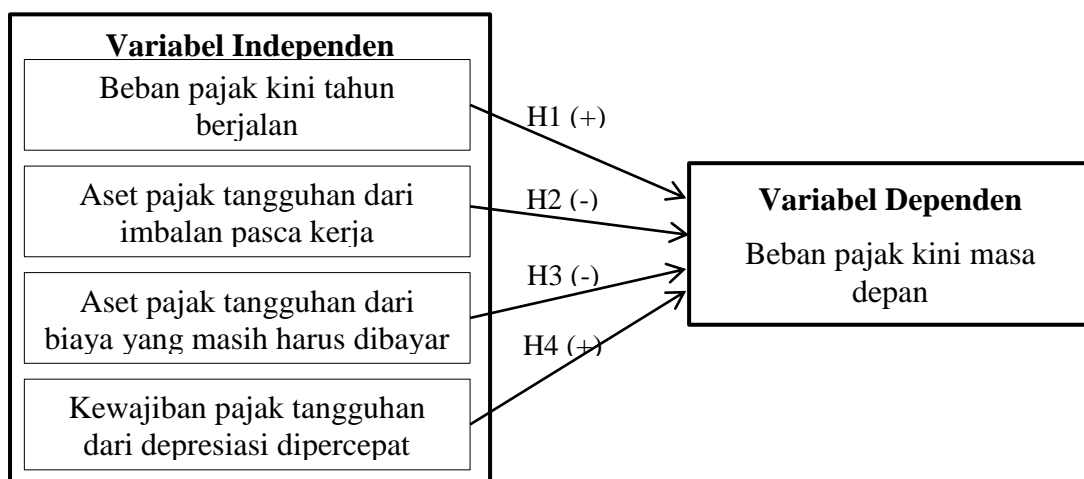 Variabel Independen
Beban pajak kini tahun
berjalan
Aset pajak tangguhan dari
imbalan pasca kerja
Aset pajak tangguhan dari
biaya yang masih harus dibayar
Kewajiban pajak tangguhan
dari depresiasi dipercepat
H1 (+)
H2 (-)
H3 (-)
H4 (+)
Variabel Dependen
Beban pajak kini masa
depan